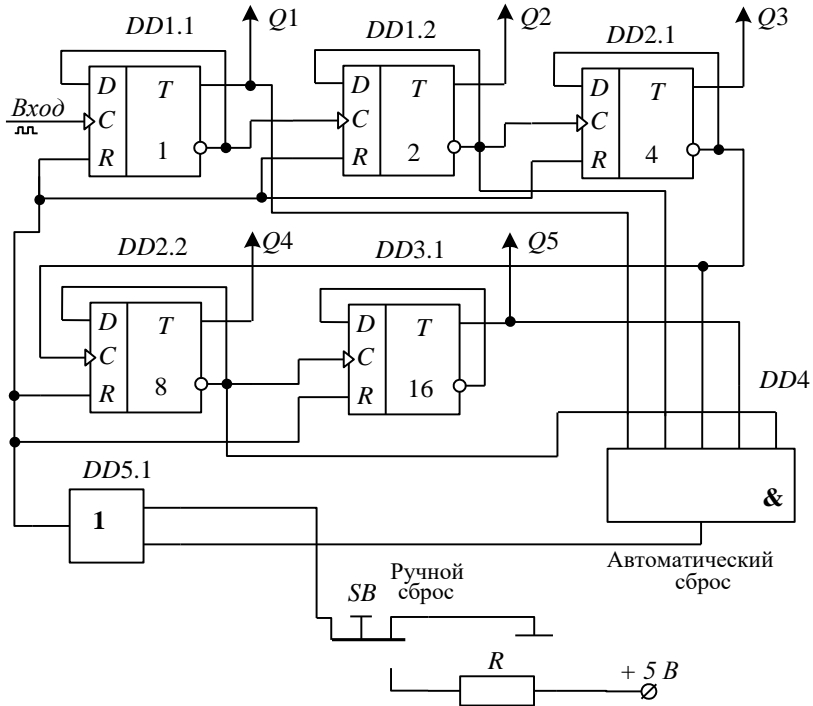 DD1.1 Q1 DD1.2 Q2 DD2.1 Q3
D T D T D T
Вход C C C
R 1 R 2 R 4
DD2.2 Q4 DD3.1 Q5
D T D T
C C
R 8 R 16
DD4
&
DD5.1
1
Автоматический
сброс
Ручной
сброс
SB
R
+ 5 В